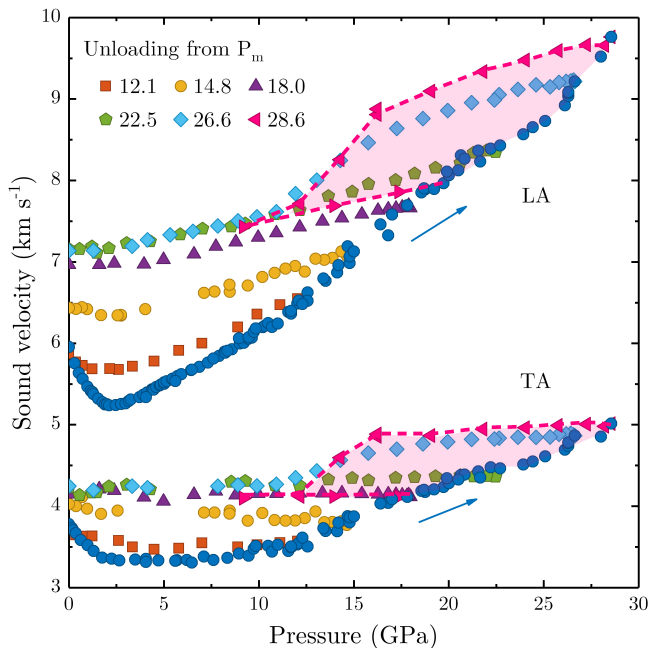 Unloading from Pm
12.1 14.8 18.0
22.5 26.6 28.6
10
9
8
7
6
5
4
3
LA
TA
0 5 10 15 20 25 30
Pressure (GPa)
Sound velocity (km s⁻¹)